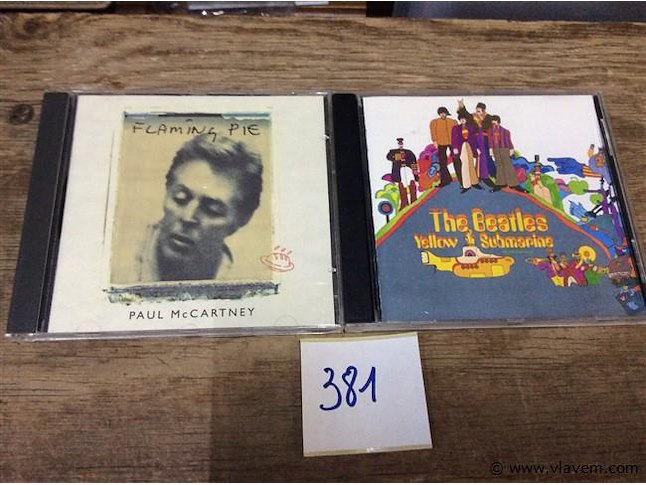 FLAMING PIE
PAUL McCARTNEY
The Beatles
Yellow Submarine
381
© www.vlavem.com